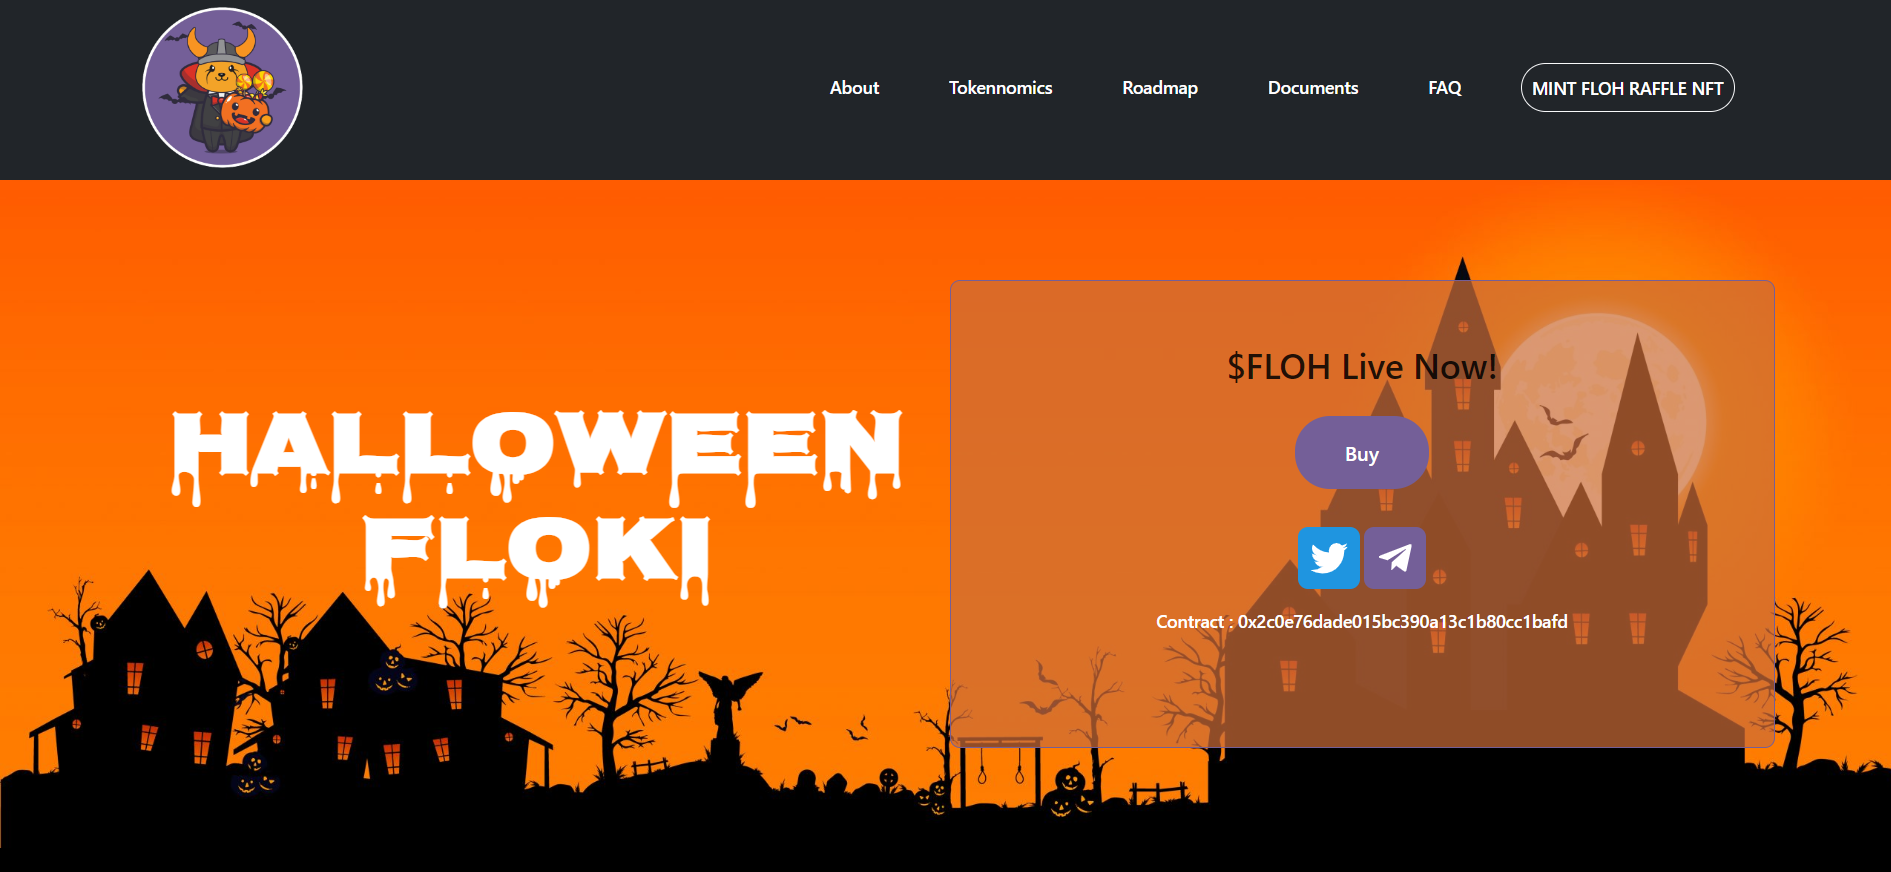 About
Tokennomics
Roadmap
Documents
FAQ
MINT FLOH RAFFLE NFT
HALLOWEEN
FLOKI
$FLOH Live Now!
Buy
Contract : 0x2c0e76dade015bc390a13c1b80cc1bafd